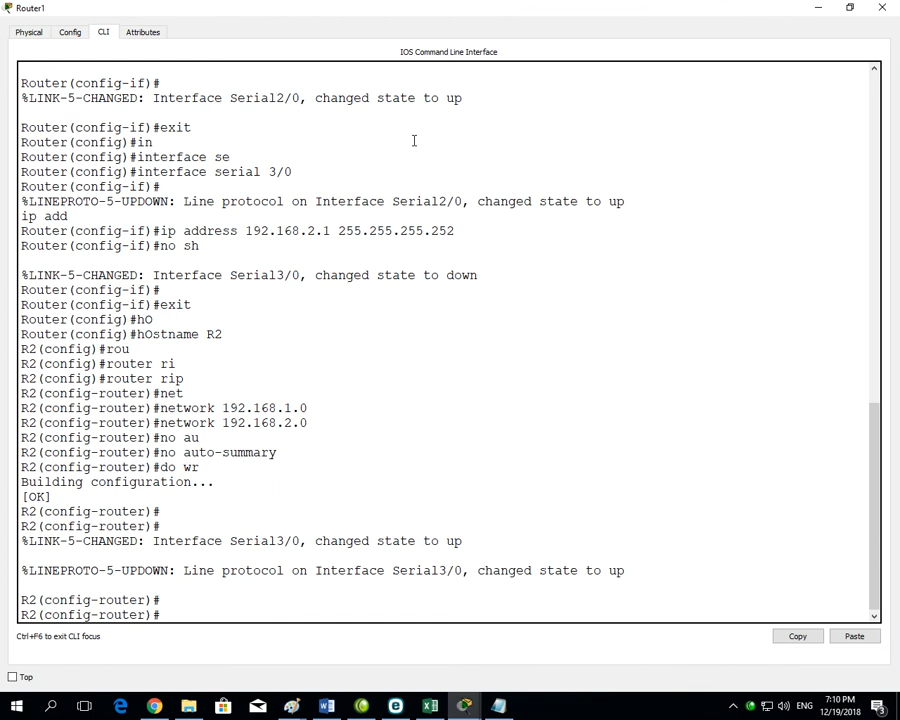 Router1
Physical Config CLI Attributes
IOS Command Line Interface
Router(config-if)#
%LINK-5-CHANGED: Interface Serial2/0, changed state to up
Router(config-if)#exit
Router(config)#in
Router(config)#interface se
Router(config)#interface serial 3/0
Router(config-if)#
%LINEPROTO-5-UPDOWN: Line protocol on Interface Serial2/0, changed state to up
ip add
Router(config-if)#ip address 192.168.2.1 255.255.255.252
Router(config-if)#no sh
%LINK-5-CHANGED: Interface Serial3/0, changed state to down
Router(config-if)#
Router(config-if)#exit
Router(config)#hO
Router(config)#hOstname R2
R2(config)#rou
R2(config)#router ri
R2(config)#router rip
R2(config-router)#net
R2(config-router)#network 192.168.1.0
R2(config-router)#network 192.168.2.0
R2(config-router)#no au
R2(config-router)#no auto-summary
R2(config-router)#do wr
Building configuration...
[OK]
R2(config-router)#
R2(config-router)#
%LINK-5-CHANGED: Interface Serial3/0, changed state to up
%LINEPROTO-5-UPDOWN: Line protocol on Interface Serial3/0, changed state to up
R2(config-router)#
R2(config-router)#
Ctrl+F6 to exit CLI focus
Copy Paste
Top
7:10 PM
12/19/2018
3